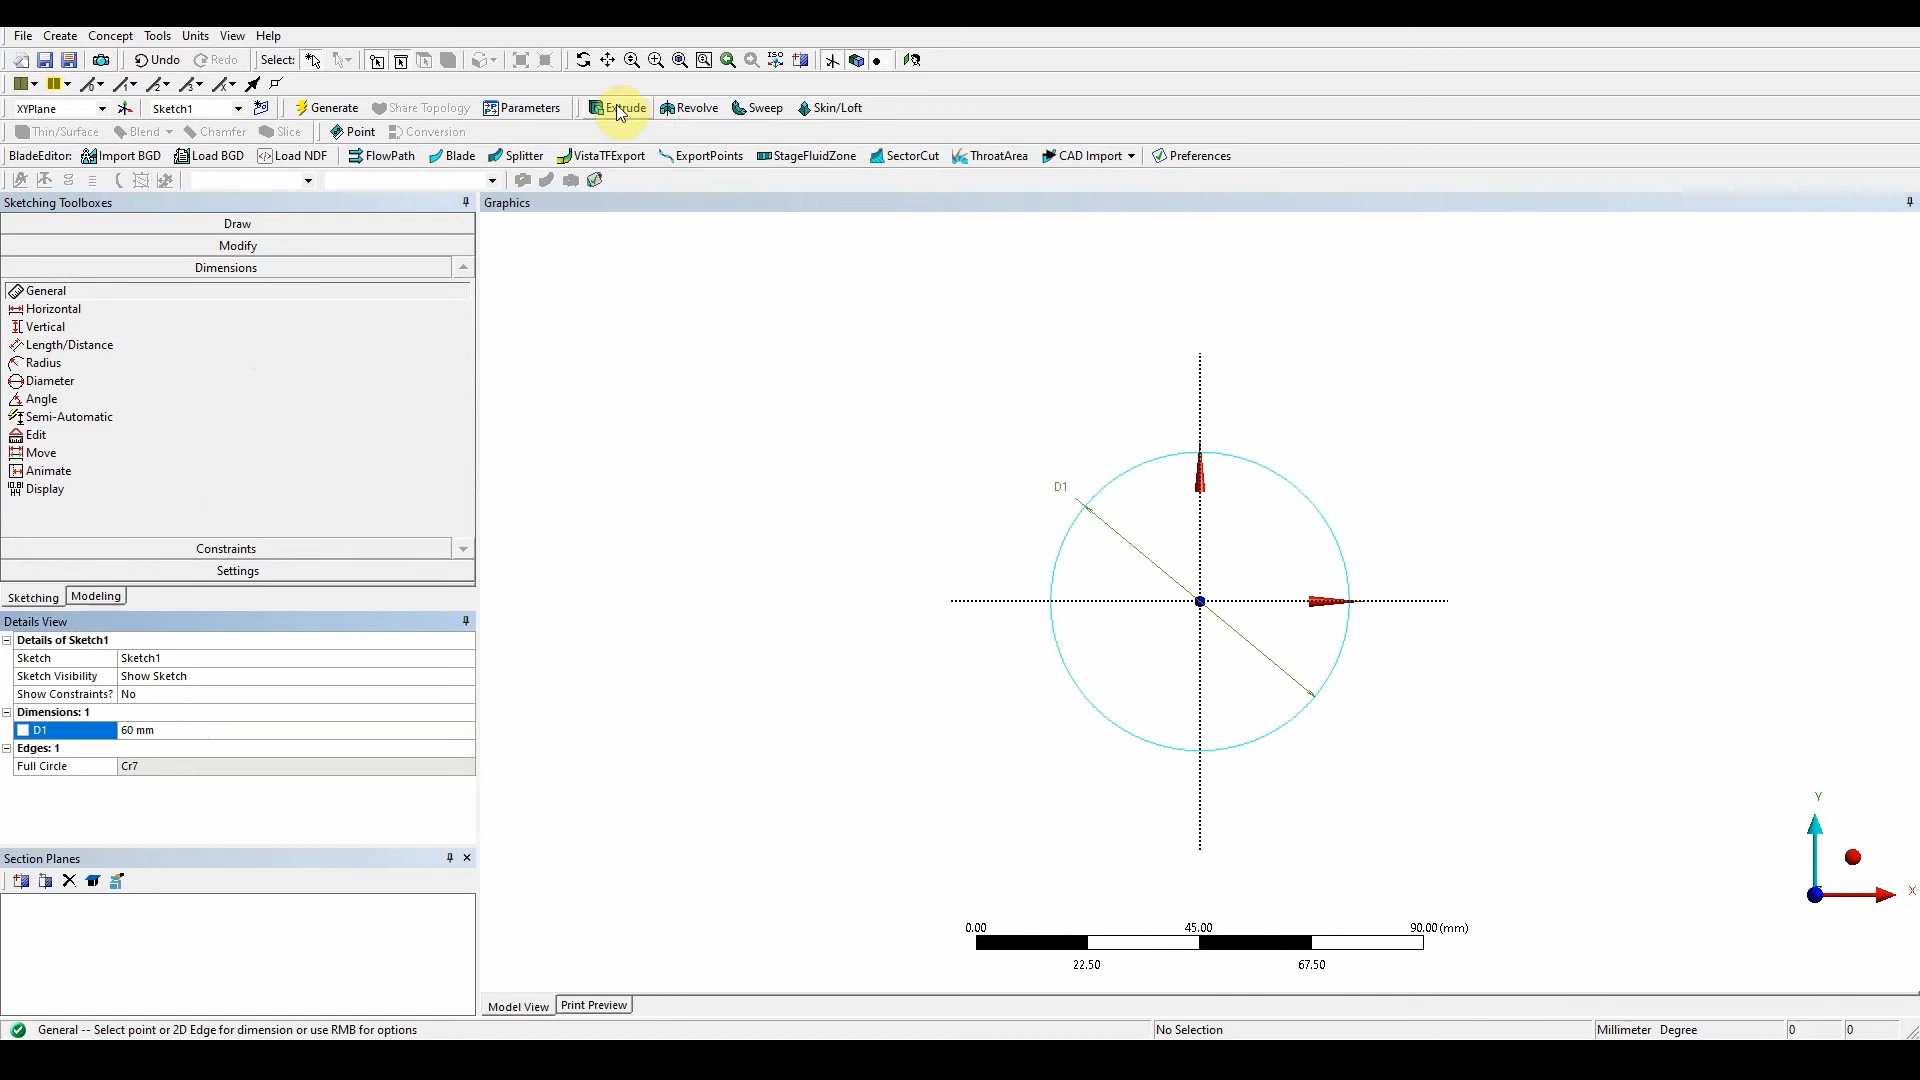 File Create Concept Tools Units View Help
Undo Redo Select: ISO
XYPlane Sketch1 Generate Share Topology Parameters Extrude Revolve Sweep Skin/Loft
Thin/Surface Blend Chamfer Slice Point Conversion
BladeEditor: Import BGD Load BGD Load NDF FlowPath Blade Splitter VistaTFExport ExportPoints StageFluidZone SectorCut ThroatArea CAD Import Preferences
Sketching Toolboxes
Draw
Modify
Dimensions
General
Horizontal
Vertical
Length/Distance
Radius
Diameter
Angle
Semi-Automatic
Edit
Move
Animate
Display
Constraints
Settings
Sketching Modeling
Details View
Details of Sketch1
Sketch Sketch1
Sketch Visibility Show Sketch
Show Constraints? No
Dimensions: 1
D1 60 mm
Edges: 1
Full Circle Cr7
Section Planes
Graphics
D1
Y
X
0.00 45.00 90.00 (mm)
22.50 67.50
Model View Print Preview
General -- Select point or 2D Edge for dimension or use RMB for options No Selection Millimeter Degree 0 0